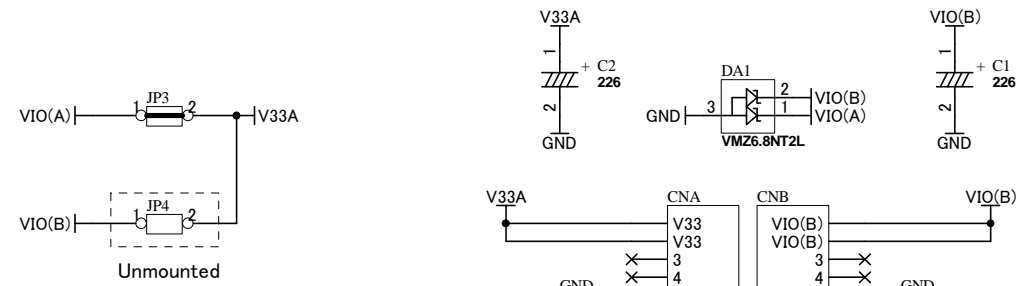 V33A VIO(B)
1 + C2 226 2
GND
DA1
GND 3 2 VIO(B)
1 VIO(A)
VMZ6.8NT2L
1 + C1 226 2
GND
VIO(A) 1 JP3 2 V33A
VIO(B) 1 JP4 2
Unmounted
V33A CNA CNB VIO(B)
V33 VIO(B)
V33 VIO(B)
3 3
4 4
GND GND